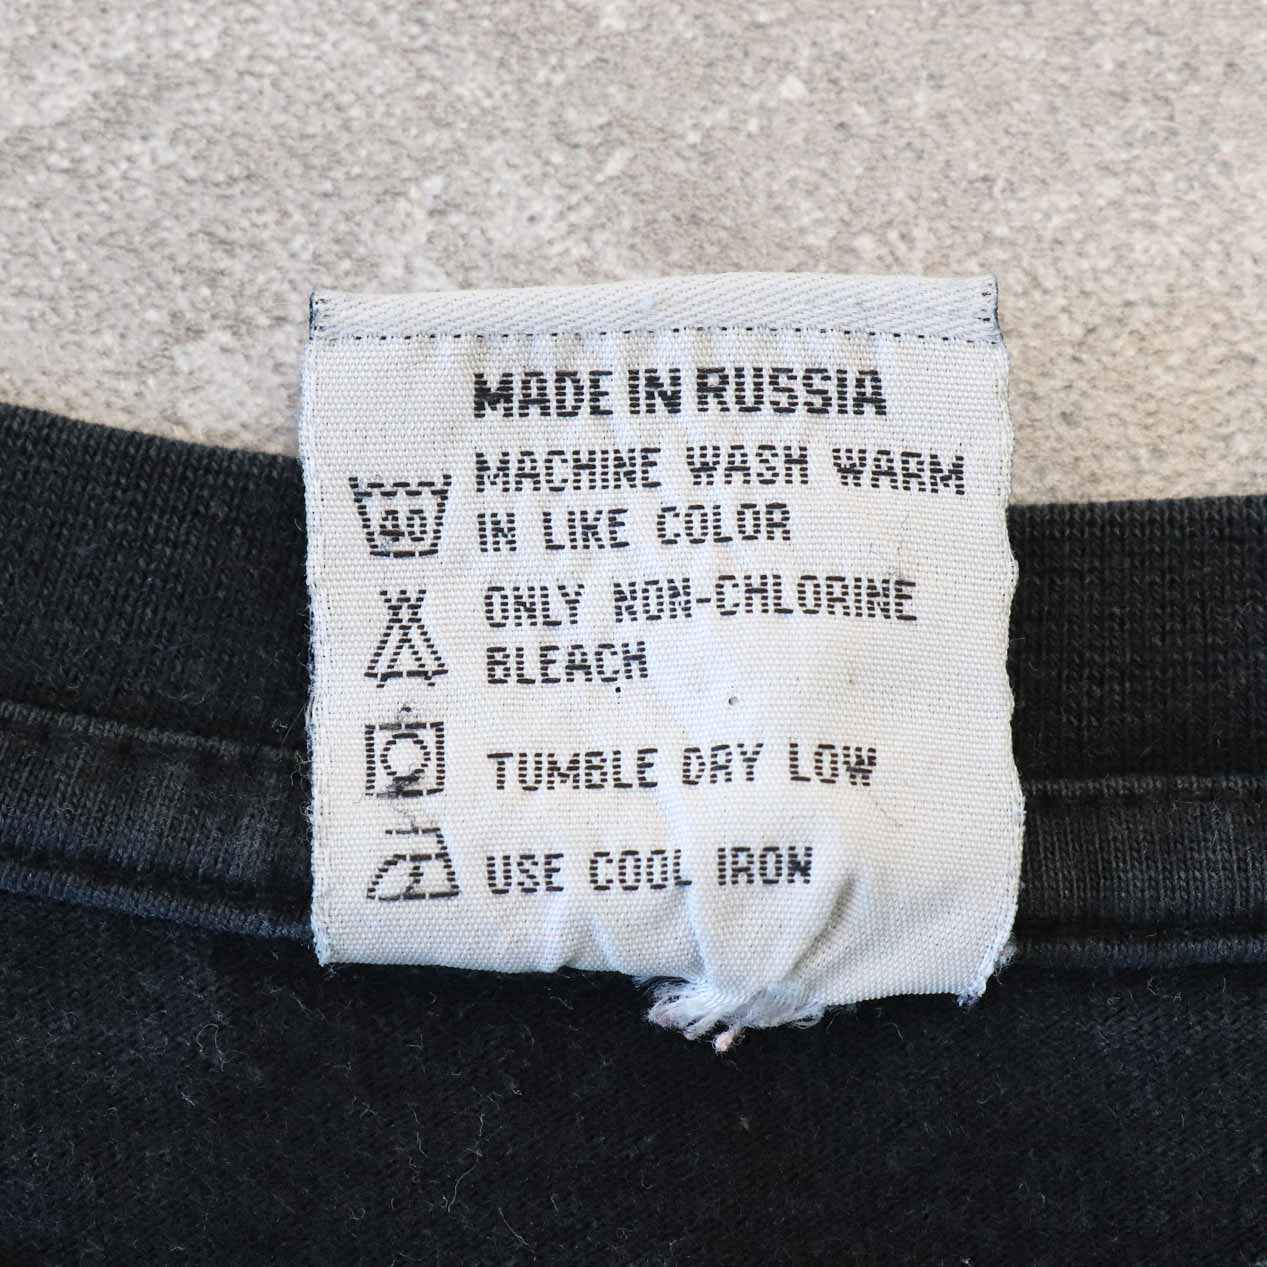 MADE IN RUSSIA
MACHINE WASH WARM
IN LIKE COLOR
40
ONLY NON-CHLORINE
BLEACH
TUMBLE DRY LOW
USE COOL IRON